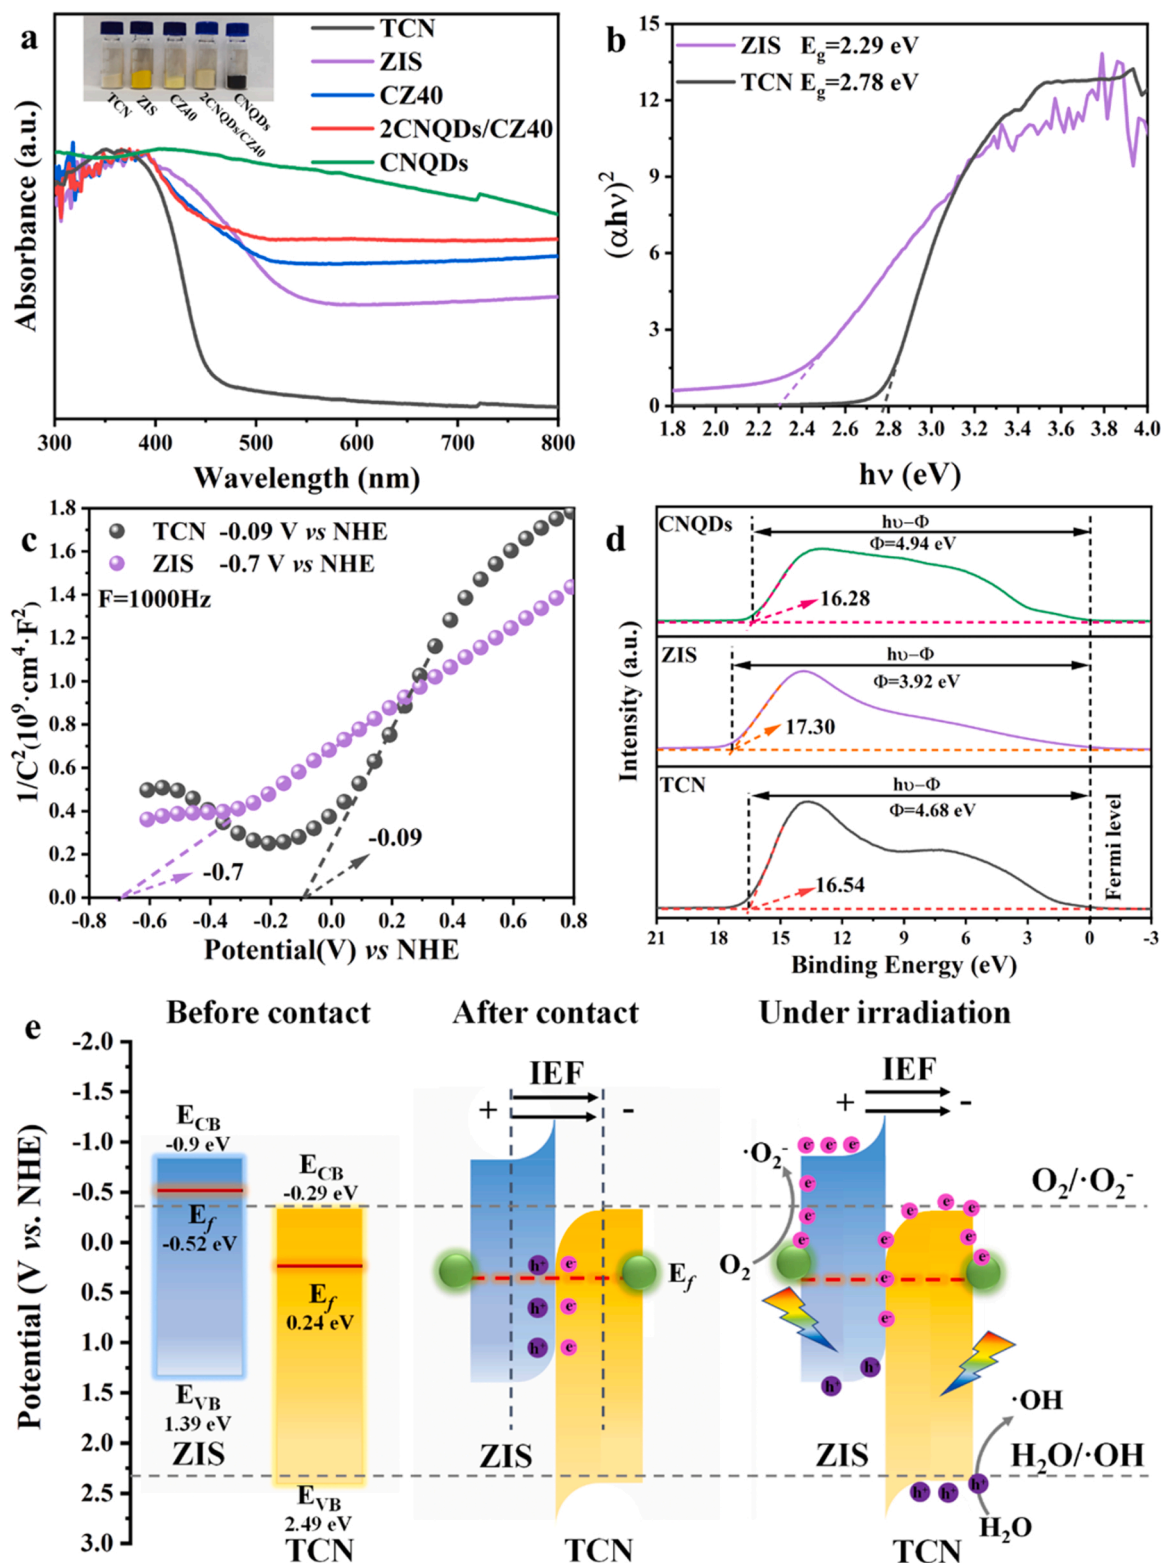 a
TCN
ZIS
CZ40
2CNQDs/CZ40
CNQDs
TCN
ZIS
CZ40
2CNQDs/CZ40
CNQDs
Absorbance (a.u.)
300 400 500 600 700 800
Wavelength (nm)
b
ZIS Eg=2.29 eV
TCN Eg=2.78 eV
(αhν)²
15
12
9
6
3
0
1.8 2.0 2.2 2.4 2.6 2.8 3.0 3.2 3.4 3.6 3.8 4.0
hν (eV)
c
TCN -0.09 V vs NHE
ZIS -0.7 V vs NHE
F=1000Hz
1/C² (10⁹·cm⁴·F²)
1.8
1.6
1.4
1.2
1.0
0.8
0.6
0.4
0.2
0.0
-0.7
-0.09
-0.8 -0.6 -0.4 -0.2 0.0 0.2 0.4 0.6 0.8
Potential(V) vs NHE
d
Intensity (a.u.)
CNQDs
hυ−Φ
Φ=4.94 eV
16.28
ZIS
hυ−Φ
Φ=3.92 eV
17.30
TCN
hυ−Φ
Φ=4.68 eV
16.54
Fermi level
21 18 15 12 9 6 3 0 -3
Binding Energy (eV)
e
Before contact After contact Under irradiation
Potential (V vs. NHE)
-2.0
-1.5
-1.0
-0.5
0.0
0.5
1.0
1.5
2.0
2.5
3.0
ECB
-0.9 eV
Ef
-0.52 eV
EVB
1.39 eV
ZIS
ECB
-0.29 eV
Ef
0.24 eV
EVB
2.49 eV
TCN
IEF
+ -
h⁺ e⁻
h⁺ e⁻
h⁺ e⁻
Ef
ZIS
TCN
IEF
+ -
e⁻ e⁻ e⁻
e⁻
e⁻
e⁻
·O₂⁻
O₂
e⁻ e⁻ e⁻
e⁻ e⁻
e⁻ e⁻
e⁻
O₂/·O₂⁻
h⁺ h⁺
ZIS
·OH
H₂O/·OH
h⁺ h⁺ h⁺
H₂O
TCN